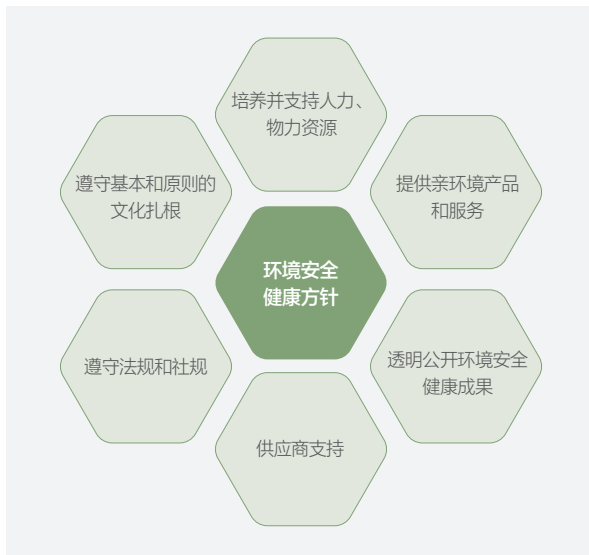 培养并支持人力、
物力资源
遵守基本和原则的
文化扎根
提供亲环境产品
和服务
环境安全
健康方针
遵守法规和社规
透明公开环境安全
健康成果
供应商支持